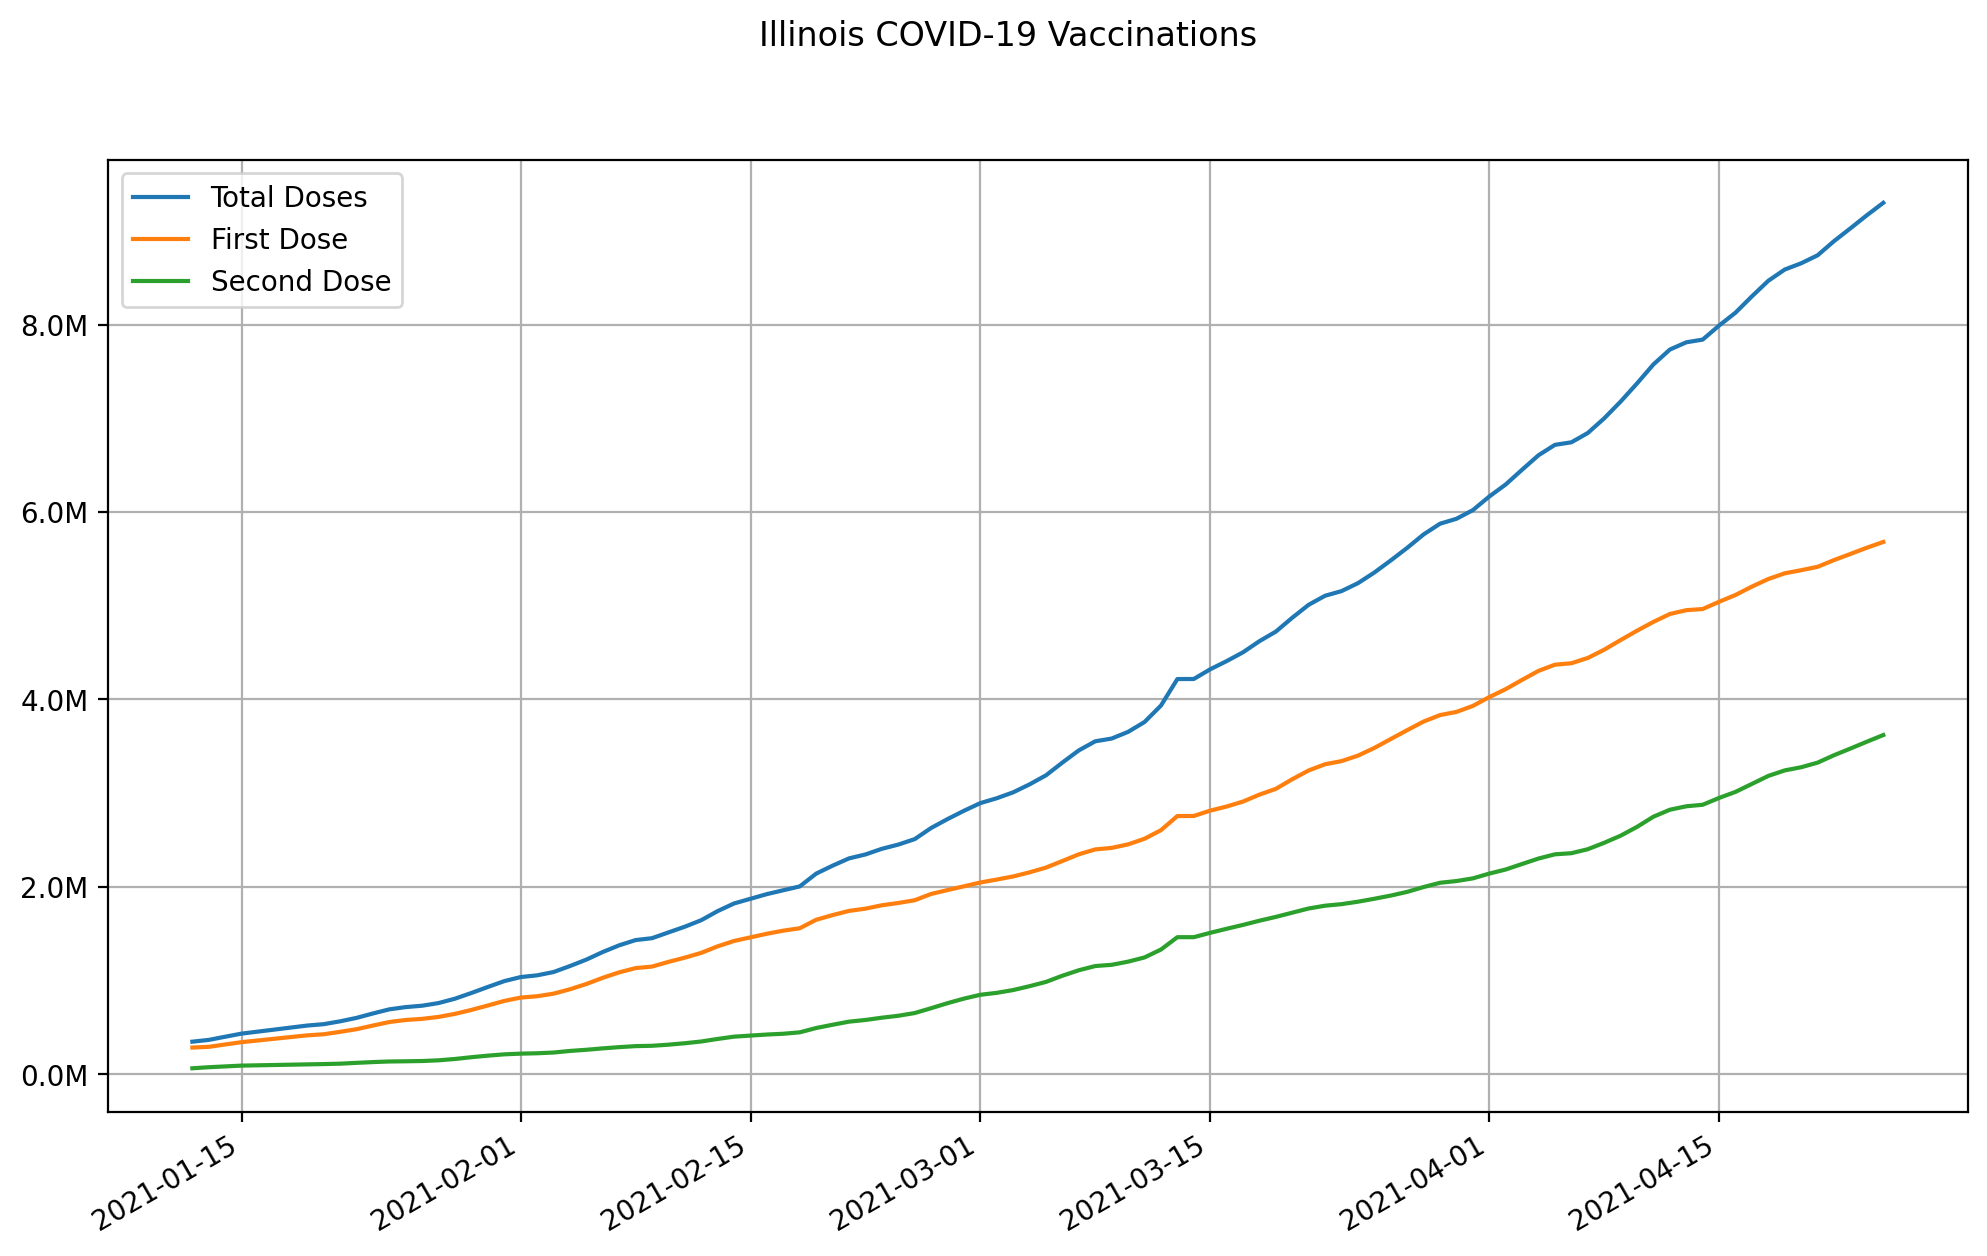 Illinois COVID-19 Vaccinations
Total Doses
First Dose
Second Dose
8.0M
6.0M
4.0M
2.0M
0.0M
2021-01-15
2021-02-01
2021-02-15
2021-03-01
2021-03-15
2021-04-01
2021-04-15